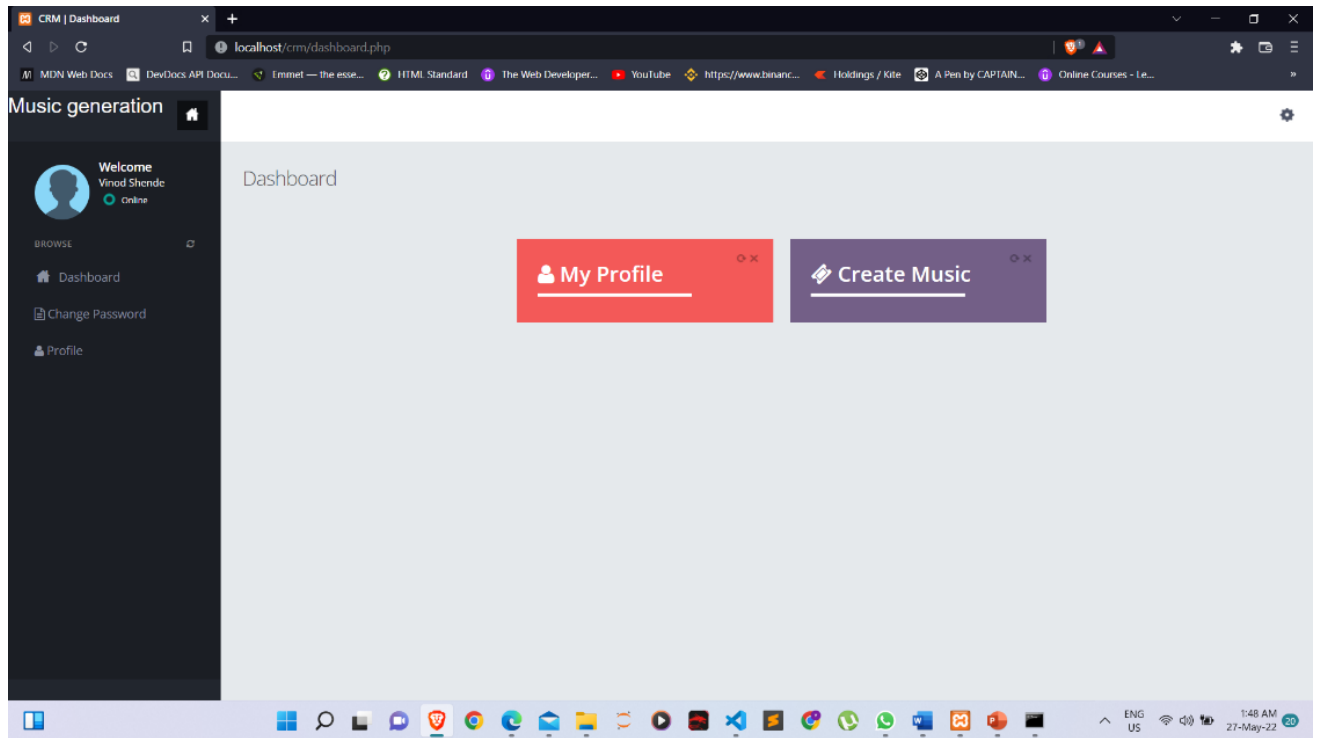 CRM | Dashboard
localhost/crm/dashboard.php
MDN Web Docs DevDocs API Docu... Emmet — the esse... HTML Standard The Web Developer... YouTube https://www.binanc... Holdings / Kite A Pen by CAPTAIN... Online Courses - Le... »
Music generation
Welcome
Vinod Shende
Online
Dashboard
BROWSE
Dashboard
Change Password
Profile
My Profile
Create Music
ENG
US
1:48 AM
27-May-22
20